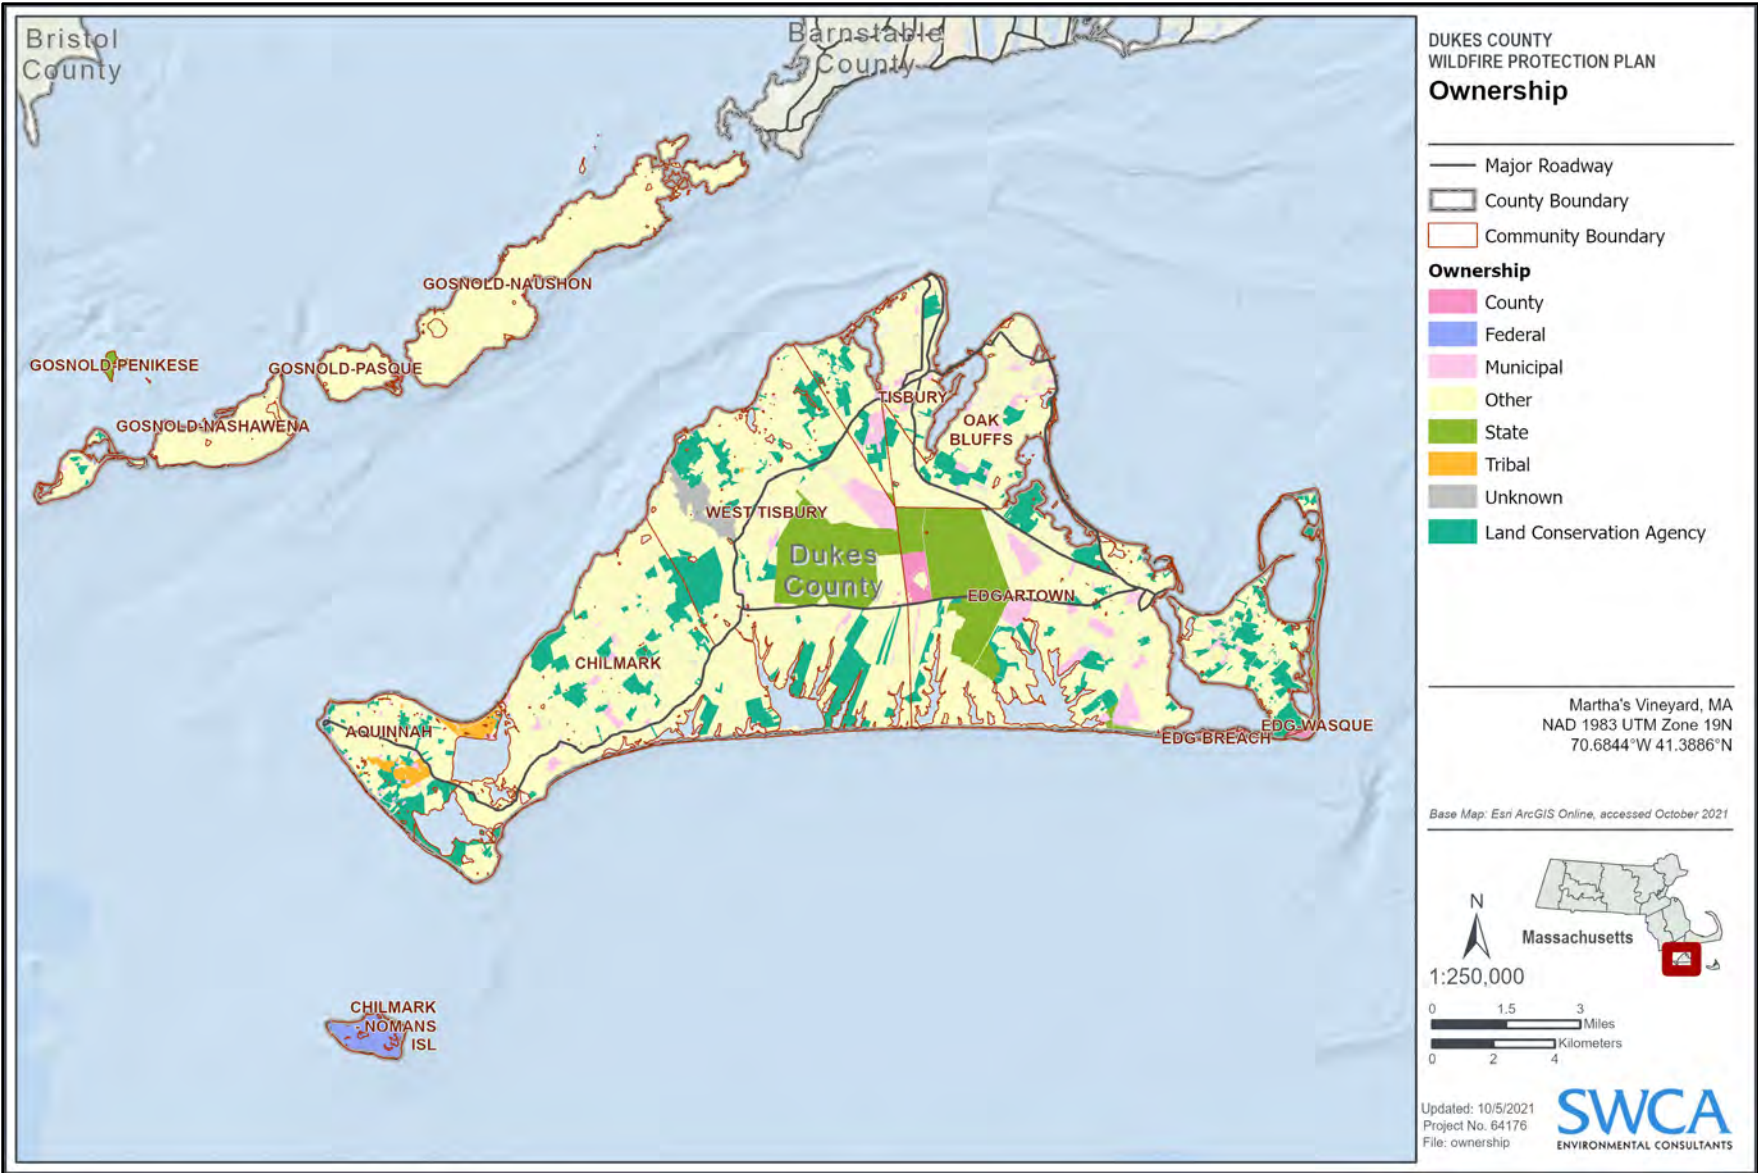 Bristol
County
Barnstable
County
GOSNOLD-NAUSHON
GOSNOLD-PENIKESE
GOSNOLD-PASQUE
GOSNOLD-NASHAWENA
TISBURY
OAK
BLUFFS
WEST TISBURY
Dukes
County
EDGARTOWN
CHILMARK
AQUINNAH
EDG-WASQUE
EDG-BREACH
CHILMARK
- NOMANS
ISL
DUKES COUNTY
WILDFIRE PROTECTION PLAN
Ownership
Major Roadway
County Boundary
Community Boundary
Ownership
County
Federal
Municipal
Other
State
Tribal
Unknown
Land Conservation Agency
Martha's Vineyard, MA
NAD 1983 UTM Zone 19N
70.6844°W 41.3886°N
Base Map: Esri ArcGIS Online, accessed October 2021
N
Massachusetts
1:250,000
0 1.5 3
Miles
Kilometers
0 2 4
Updated: 10/5/2021
Project No. 64176
File: ownership
SWCA
ENVIRONMENTAL CONSULTANTS